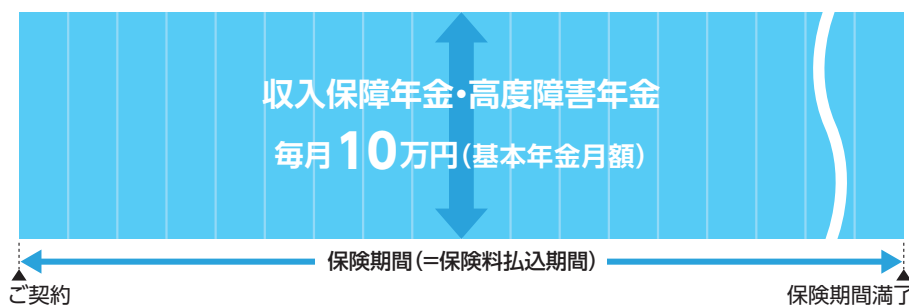 収入保障年金・高度障害年金
毎月10万円(基本年金月額)
保険期間(=保険料払込期間)
ご契約
保険期間満了